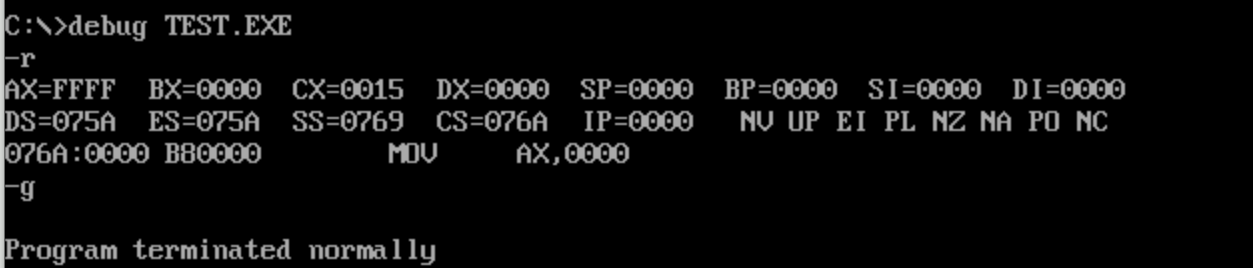 C:\>debug TEST.EXE
-r
AX=FFFF  BX=0000  CX=0015  DX=0000  SP=0000  BP=0000  SI=0000  DI=0000
DS=075A  ES=075A  SS=0769  CS=076A  IP=0000   NV UP EI PL NZ NA PO NC
076A:0000 B80000        MOV     AX,0000
-g

Program terminated normally